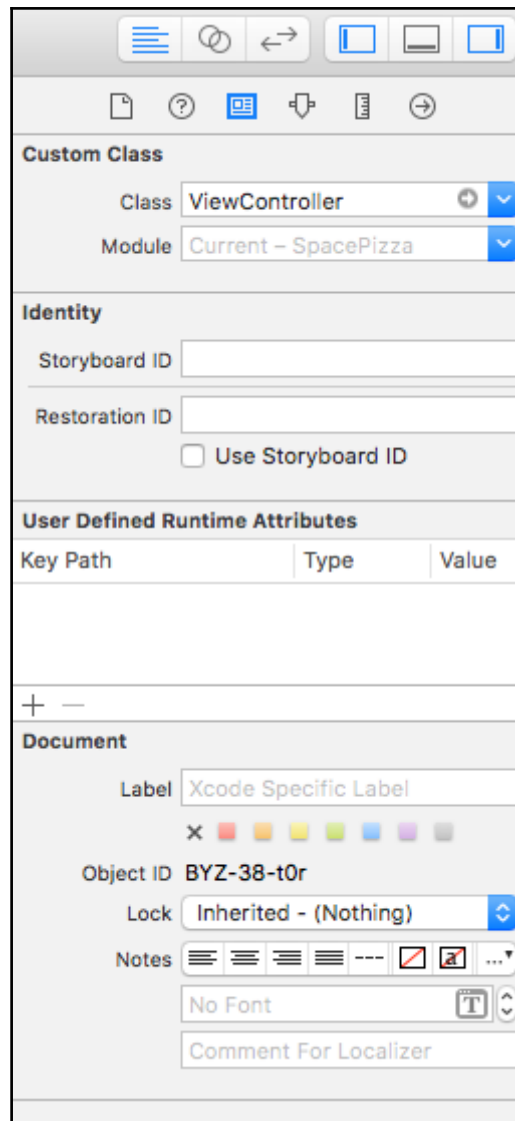 Custom Class
Class ViewController
Module Current – SpacePizza
Identity
Storyboard ID
Restoration ID
Use Storyboard ID
User Defined Runtime Attributes
Key Path Type Value
Document
Label Xcode Specific Label
Object ID BYZ-38-t0r
Lock Inherited - (Nothing)
Notes
No Font
Comment For Localizer